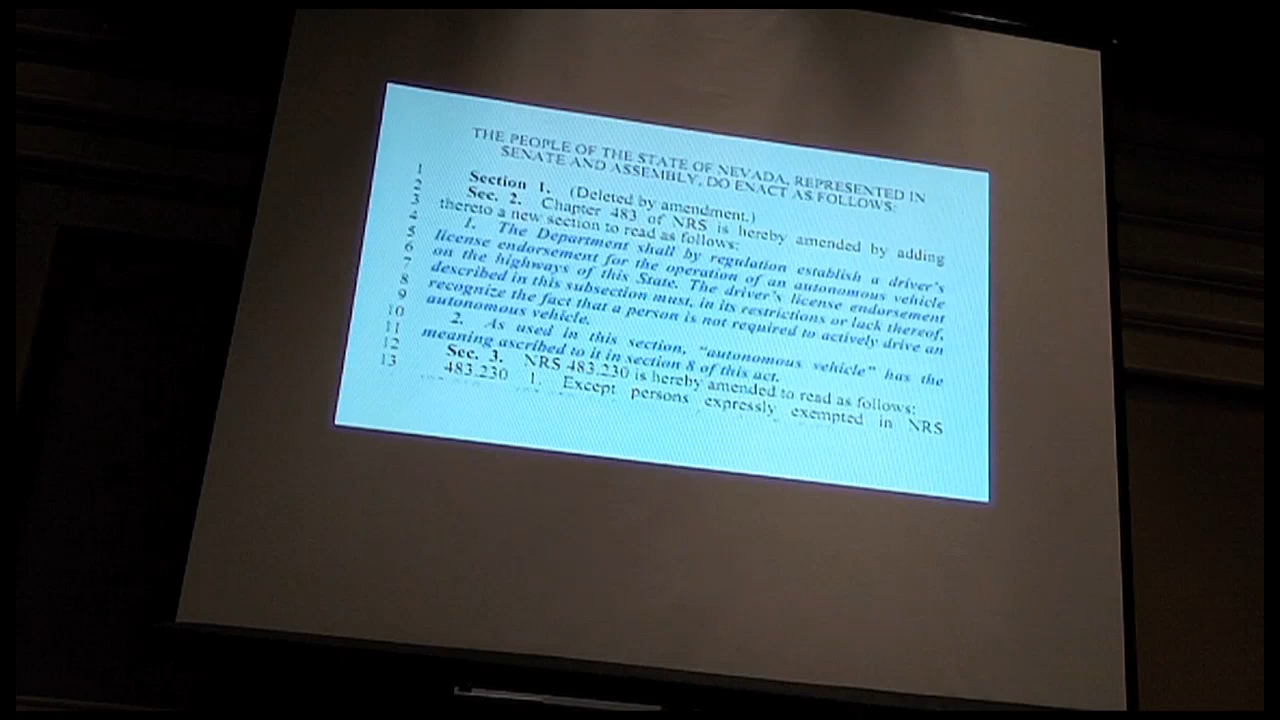 THE PEOPLE OF THE STATE OF NEVADA, REPRESENTED IN
SENATE AND ASSEMBLY, DO ENACT AS FOLLOWS:
1 Section 1. (Deleted by amendment.)
2 Sec. 2. Chapter 483 of NRS is hereby amended by adding
3 thereto a new section to read as follows:
4 1. The Department shall by regulation establish a driver's
5 license endorsement for the operation of an autonomous vehicle
6 on the highways of this State. The driver's license endorsement
7 described in this subsection must, in its restrictions or lack thereof,
8 recognize the fact that a person is not required to actively drive an
9 autonomous vehicle.
10 2. As used in this section, "autonomous vehicle" has the
11 meaning ascribed to it in section 8 of this act.
12 Sec. 3. NRS 483.230 is hereby amended to read as follows:
13 483.230 1. Except persons expressly exempted in NRS